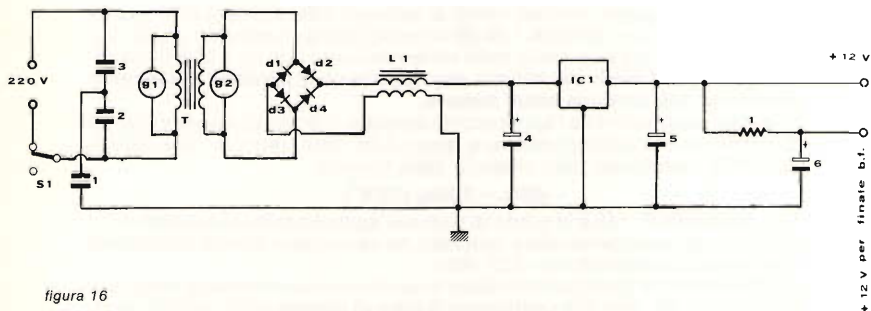 220 V
S1
3
2
1
g1
T
g2
d1
d2
d3
d4
L 1
4
IC1
5
1
6
+ 12 V
+ 12 V per finale b.f.
figura 16